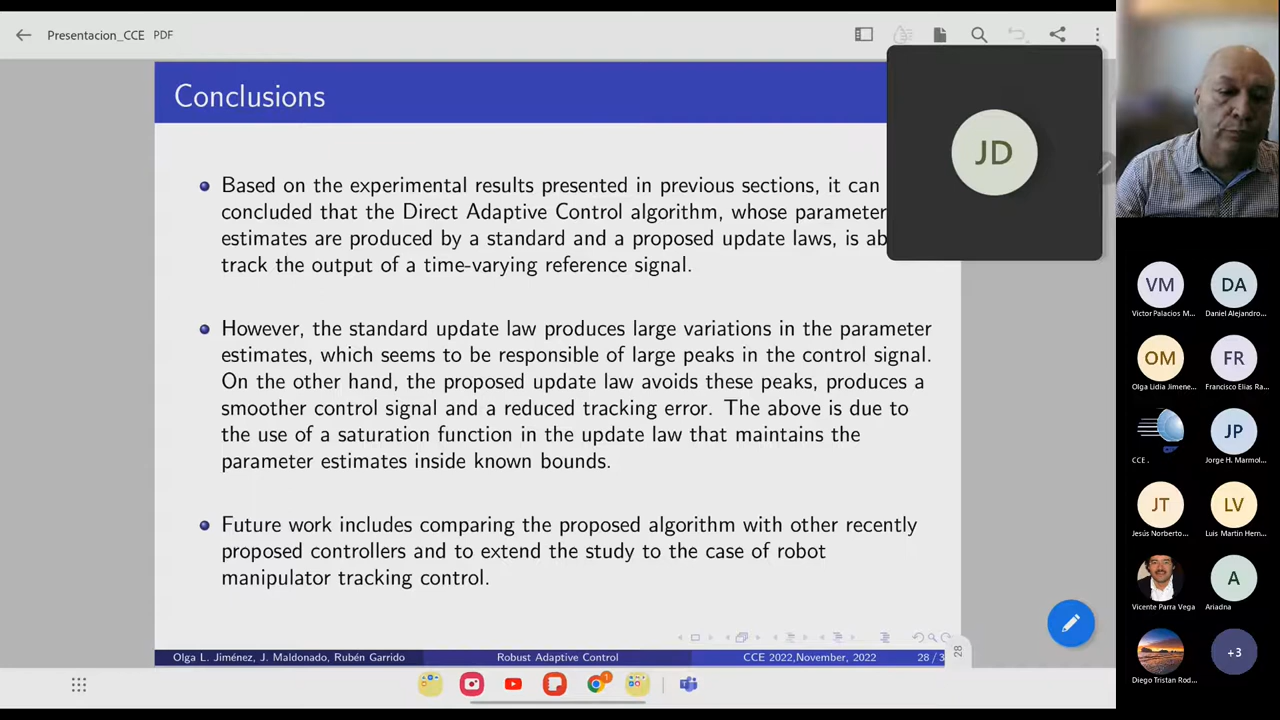 Presentacion_CCE PDF
Conclusions
JD
Based on the experimental results presented in previous sections, it can
concluded that the Direct Adaptive Control algorithm, whose parameter
estimates are produced by a standard and a proposed update laws, is ab
track the output of a time-varying reference signal.
However, the standard update law produces large variations in the parameter
estimates, which seems to be responsible of large peaks in the control signal.
On the other hand, the proposed update law avoids these peaks, produces a
smoother control signal and a reduced tracking error. The above is due to
the use of a saturation function in the update law that maintains the
parameter estimates inside known bounds.
Future work includes comparing the proposed algorithm with other recently
proposed controllers and to extend the study to the case of robot
manipulator tracking control.
Olga L. Jiménez, J. Maldonado, Rubén Garrido Robust Adaptive Control CCE 2022,November, 2022 28 / 3
28
VM DA
Victor Palacios M... Daniel Alejandro...
OM FR
Olga Lidia Jimene... Francisco Elias Ra...
JP
CCE . Jorge H. Marmol...
JT LV
Jesús Norberto... Luis Martin Hern...
A
Vicente Parra Vega Ariadna
+3
Diego Tristan Rod...